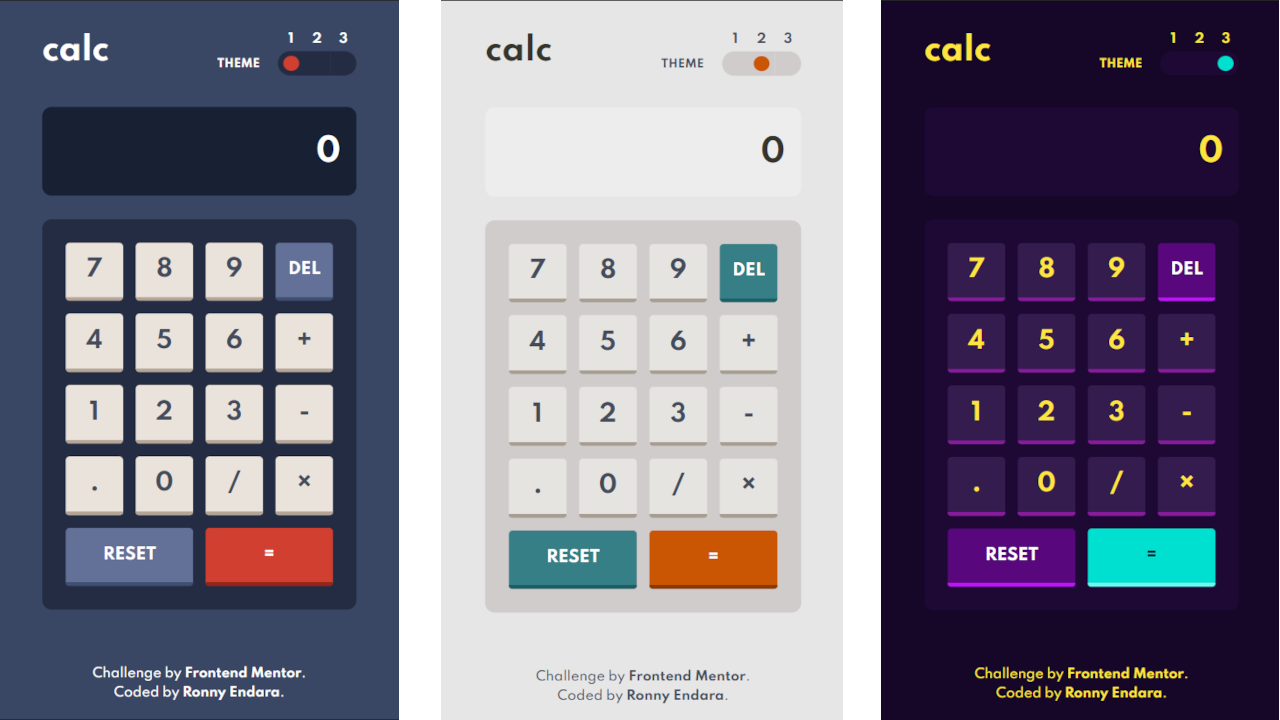 calc
1 2 3
THEME
0
7 8 9 DEL
4 5 6 +
1 2 3 -
. 0 / ×
RESET =
Challenge by Frontend Mentor.
Coded by Ronny Endara.
calc
1 2 3
THEME
0
7 8 9 DEL
4 5 6 +
1 2 3 -
. 0 / ×
RESET =
Challenge by Frontend Mentor.
Coded by Ronny Endara.
calc
1 2 3
THEME
0
7 8 9 DEL
4 5 6 +
1 2 3 -
. 0 / ×
RESET =
Challenge by Frontend Mentor.
Coded by Ronny Endara.